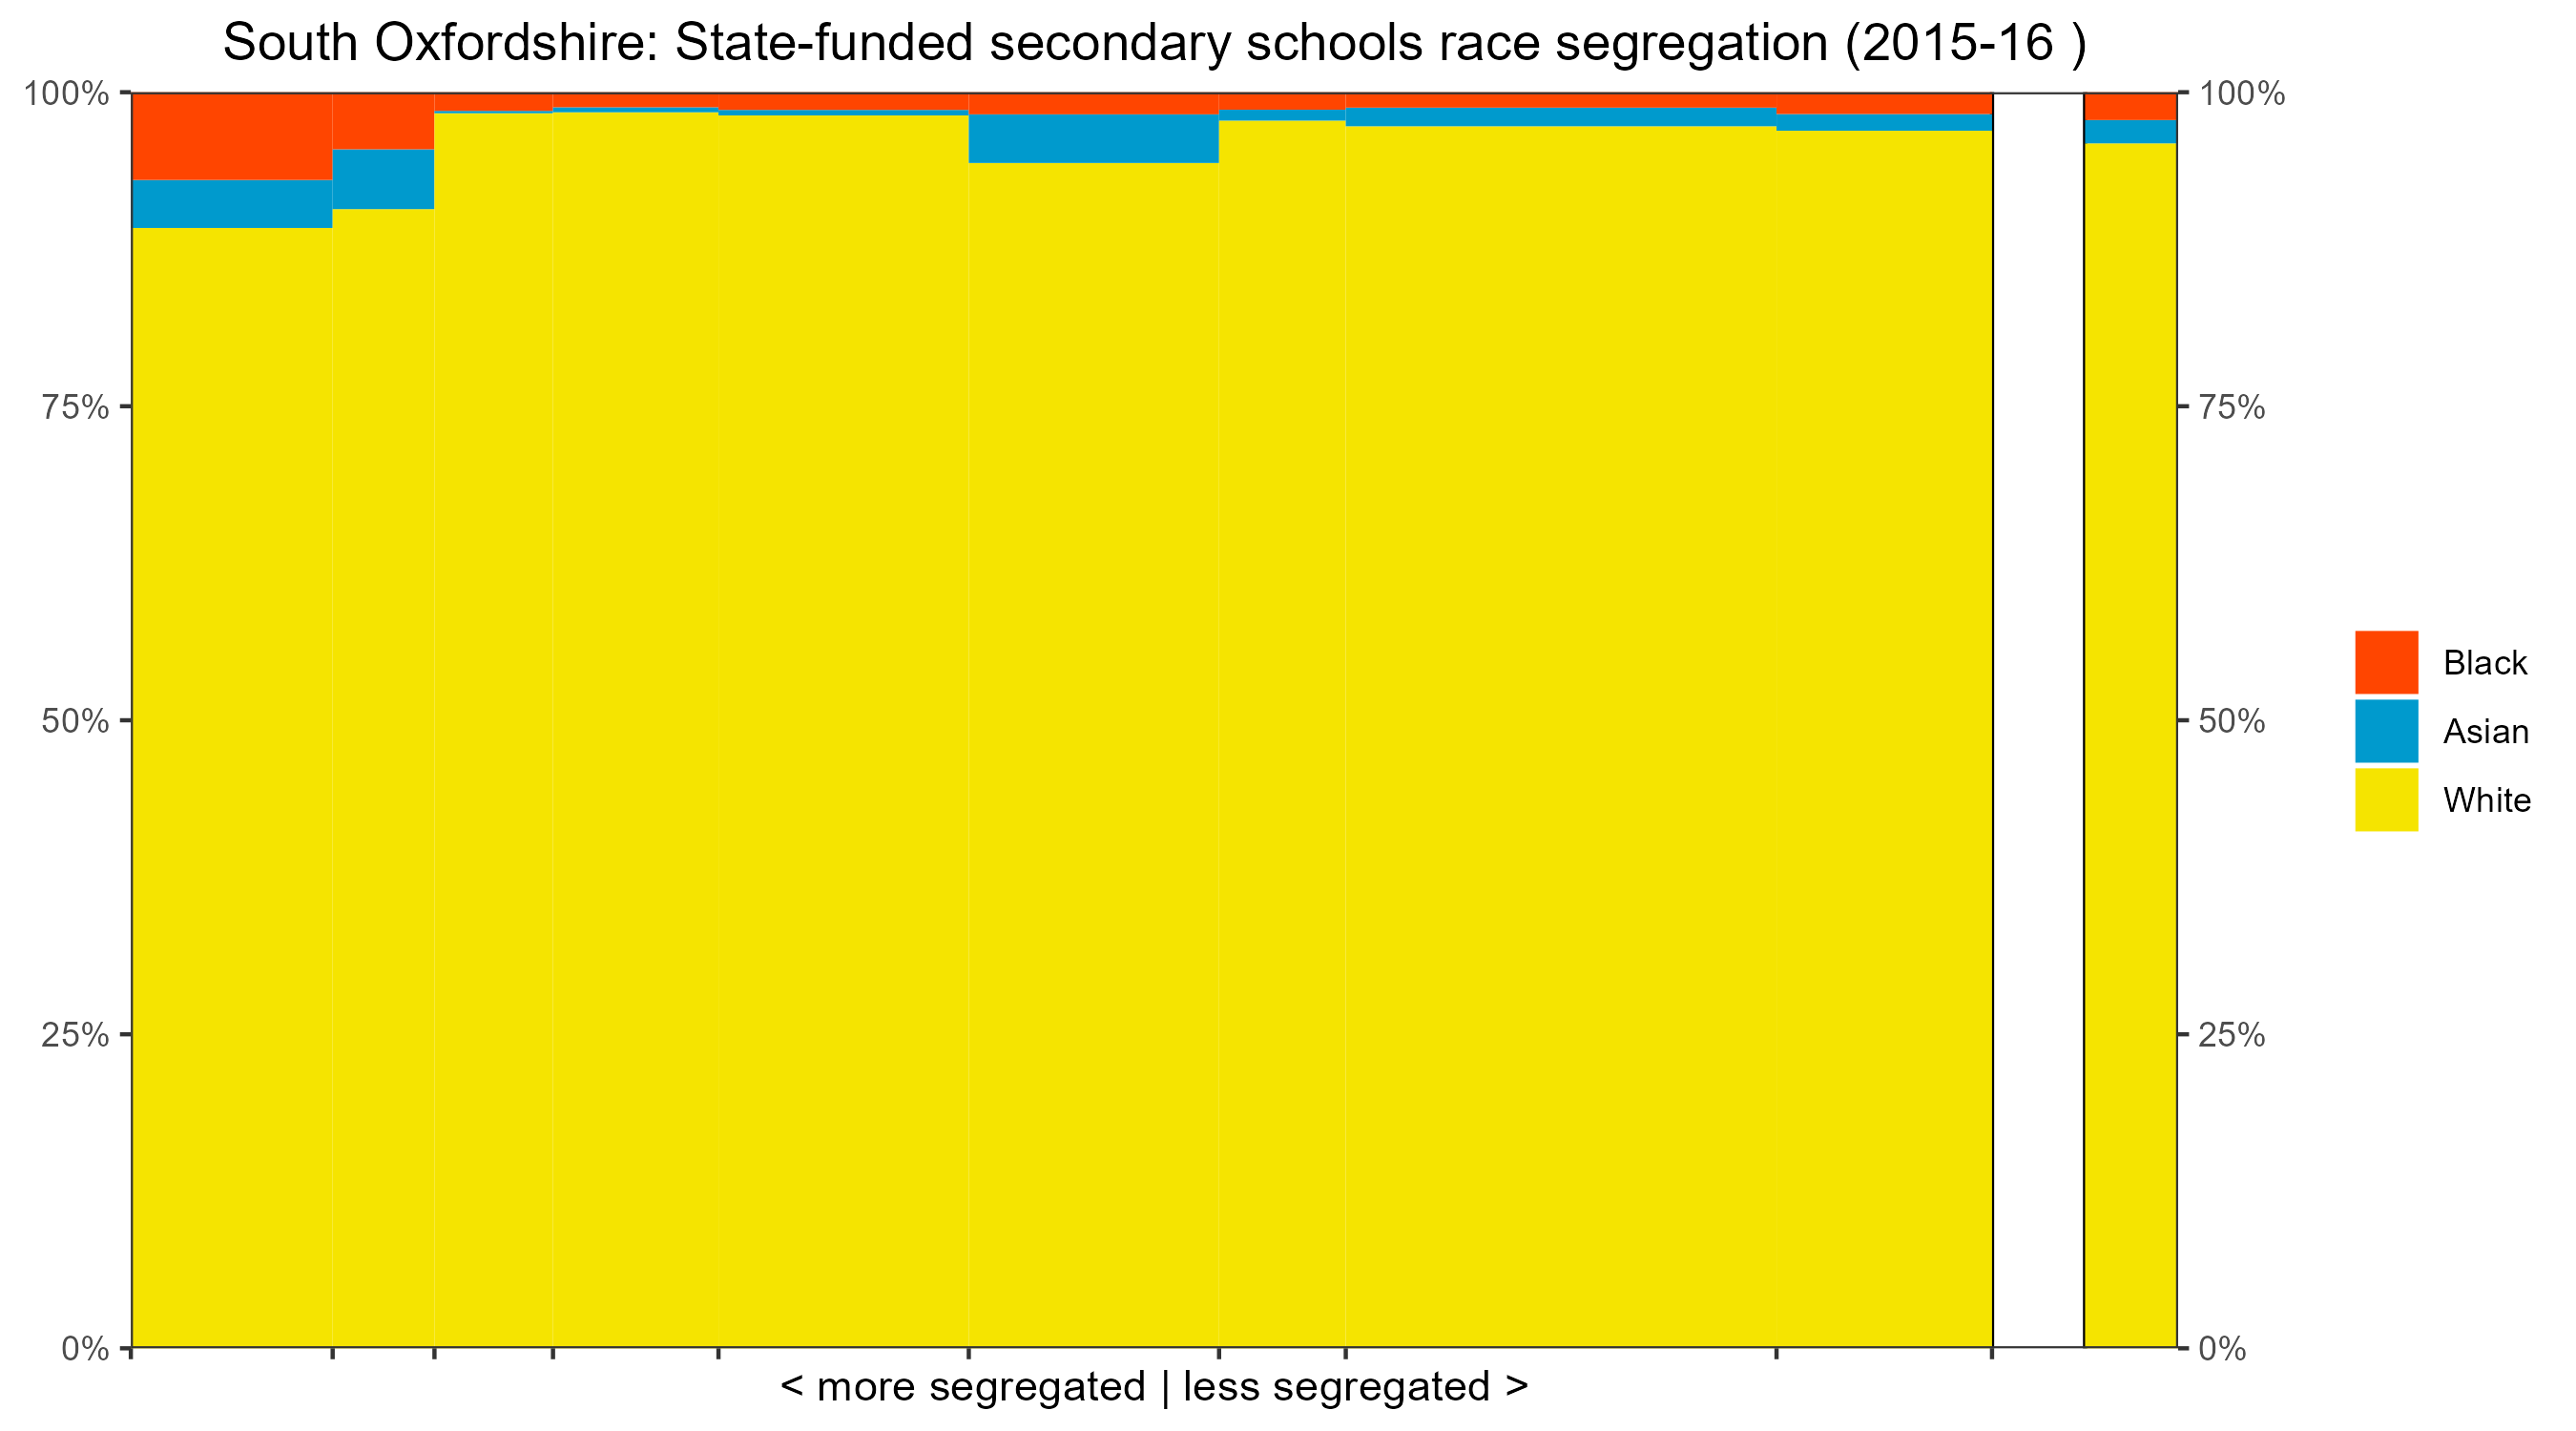 South Oxfordshire: State-funded secondary schools race segregation (2015-16 )
100%
75%
50%
25%
0%
100%
75%
50%
25%
0%
Black
Asian
White
< more segregated | less segregated >